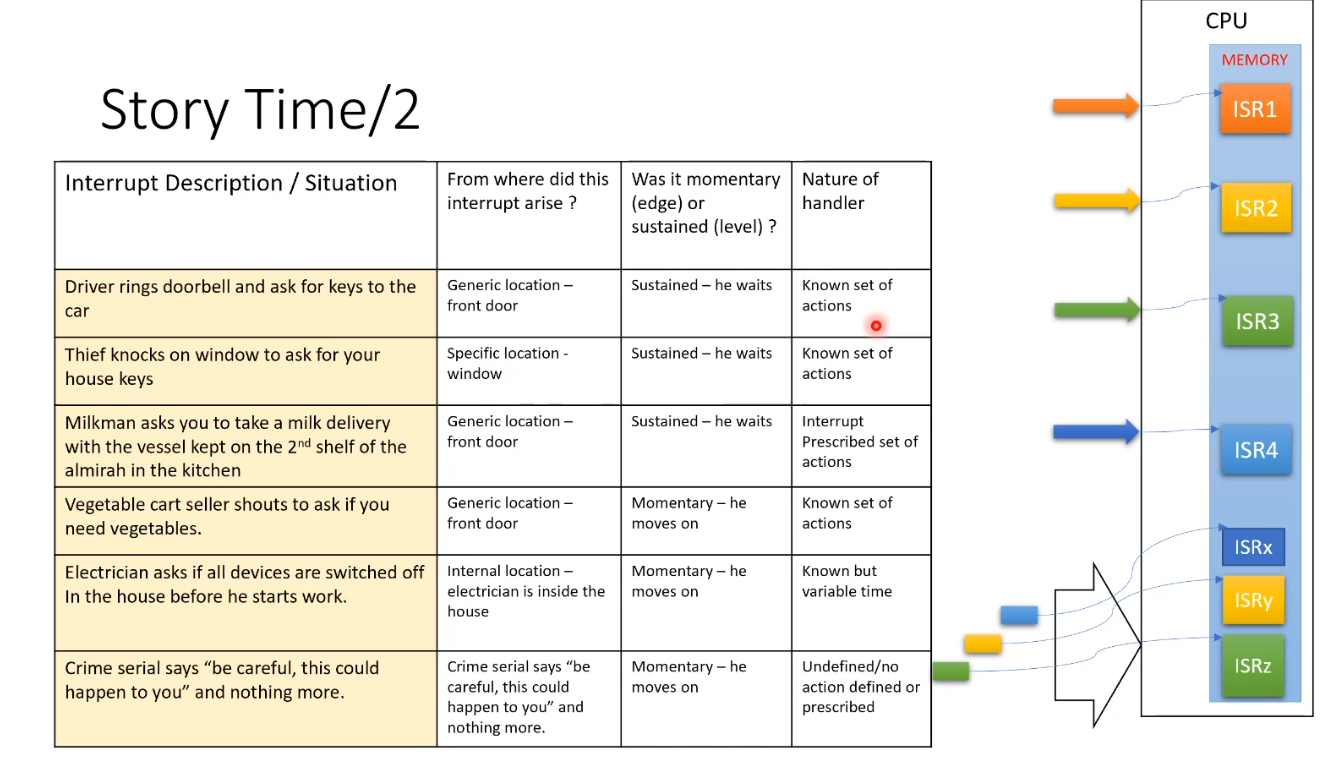 Story Time/2
Interrupt Description / Situation
From where did this
interrupt arise ?
Was it momentary
(edge) or
sustained (level) ?
Nature of
handler
Driver rings doorbell and ask for keys to the
car
Generic location –
front door
Sustained – he waits
Known set of
actions
Thief knocks on window to ask for your
house keys
Specific location -
window
Sustained – he waits
Known set of
actions
Milkman asks you to take a milk delivery
with the vessel kept on the 2nd shelf of the
almirah in the kitchen
Generic location –
front door
Sustained – he waits
Interrupt
Prescribed set of
actions
Vegetable cart seller shouts to ask if you
need vegetables.
Generic location –
front door
Momentary – he
moves on
Known set of
actions
Electrician asks if all devices are switched off
In the house before he starts work.
Internal location –
electrician is inside the
house
Momentary – he
moves on
Known but
variable time
Crime serial says “be careful, this could
happen to you” and nothing more.
Crime serial says “be
careful, this could
happen to you” and
nothing more.
Momentary – he
moves on
Undefined/no
action defined or
prescribed
CPU
MEMORY
ISR1
ISR2
ISR3
ISR4
ISRx
ISRy
ISRz